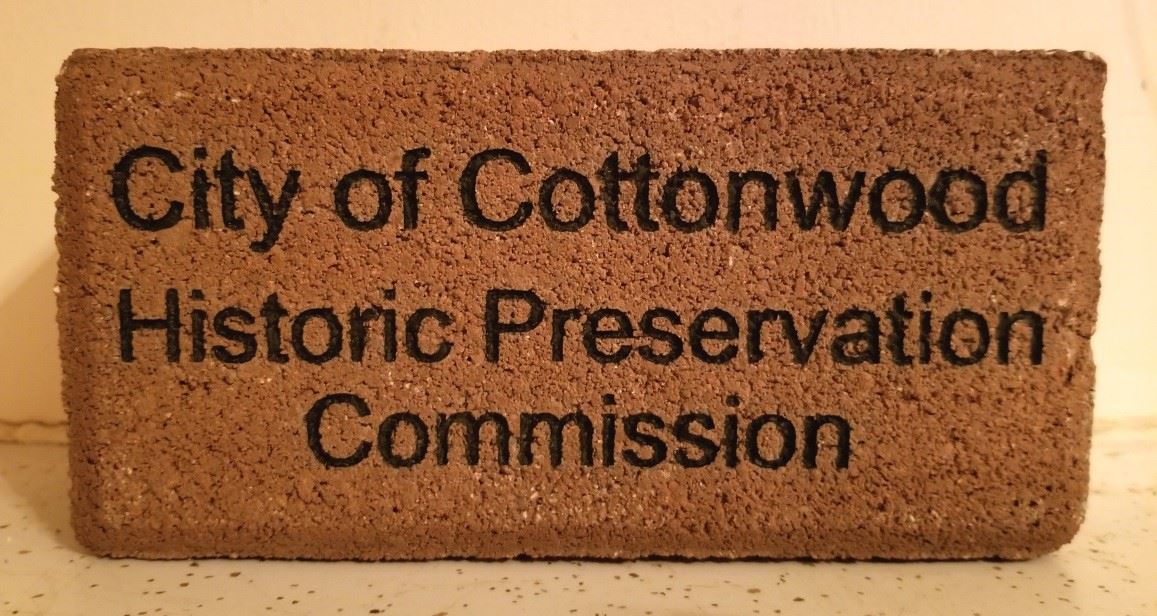 City of Cottonwood
Historic Preservation
Commission